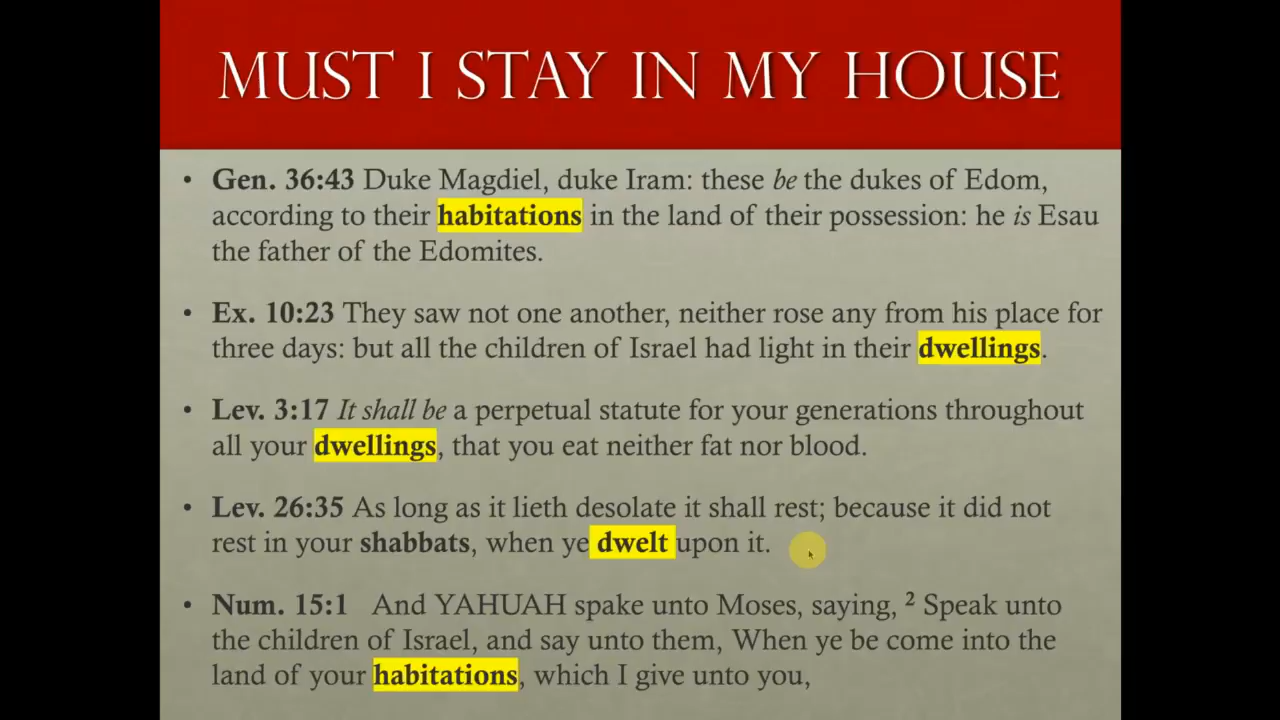 MUST I STAY IN MY HOUSE
• Gen. 36:43 Duke Magdiel, duke Iram: these be the dukes of Edom,
according to their habitations in the land of their possession: he is Esau
the father of the Edomites.
• Ex. 10:23 They saw not one another, neither rose any from his place for
three days: but all the children of Israel had light in their dwellings.
• Lev. 3:17 It shall be a perpetual statute for your generations throughout
all your dwellings, that you eat neither fat nor blood.
• Lev. 26:35 As long as it lieth desolate it shall rest; because it did not
rest in your shabbats, when ye dwelt upon it.
• Num. 15:1 And YAHUAH spake unto Moses, saying, ² Speak unto
the children of Israel, and say unto them, When ye be come into the
land of your habitations, which I give unto you,